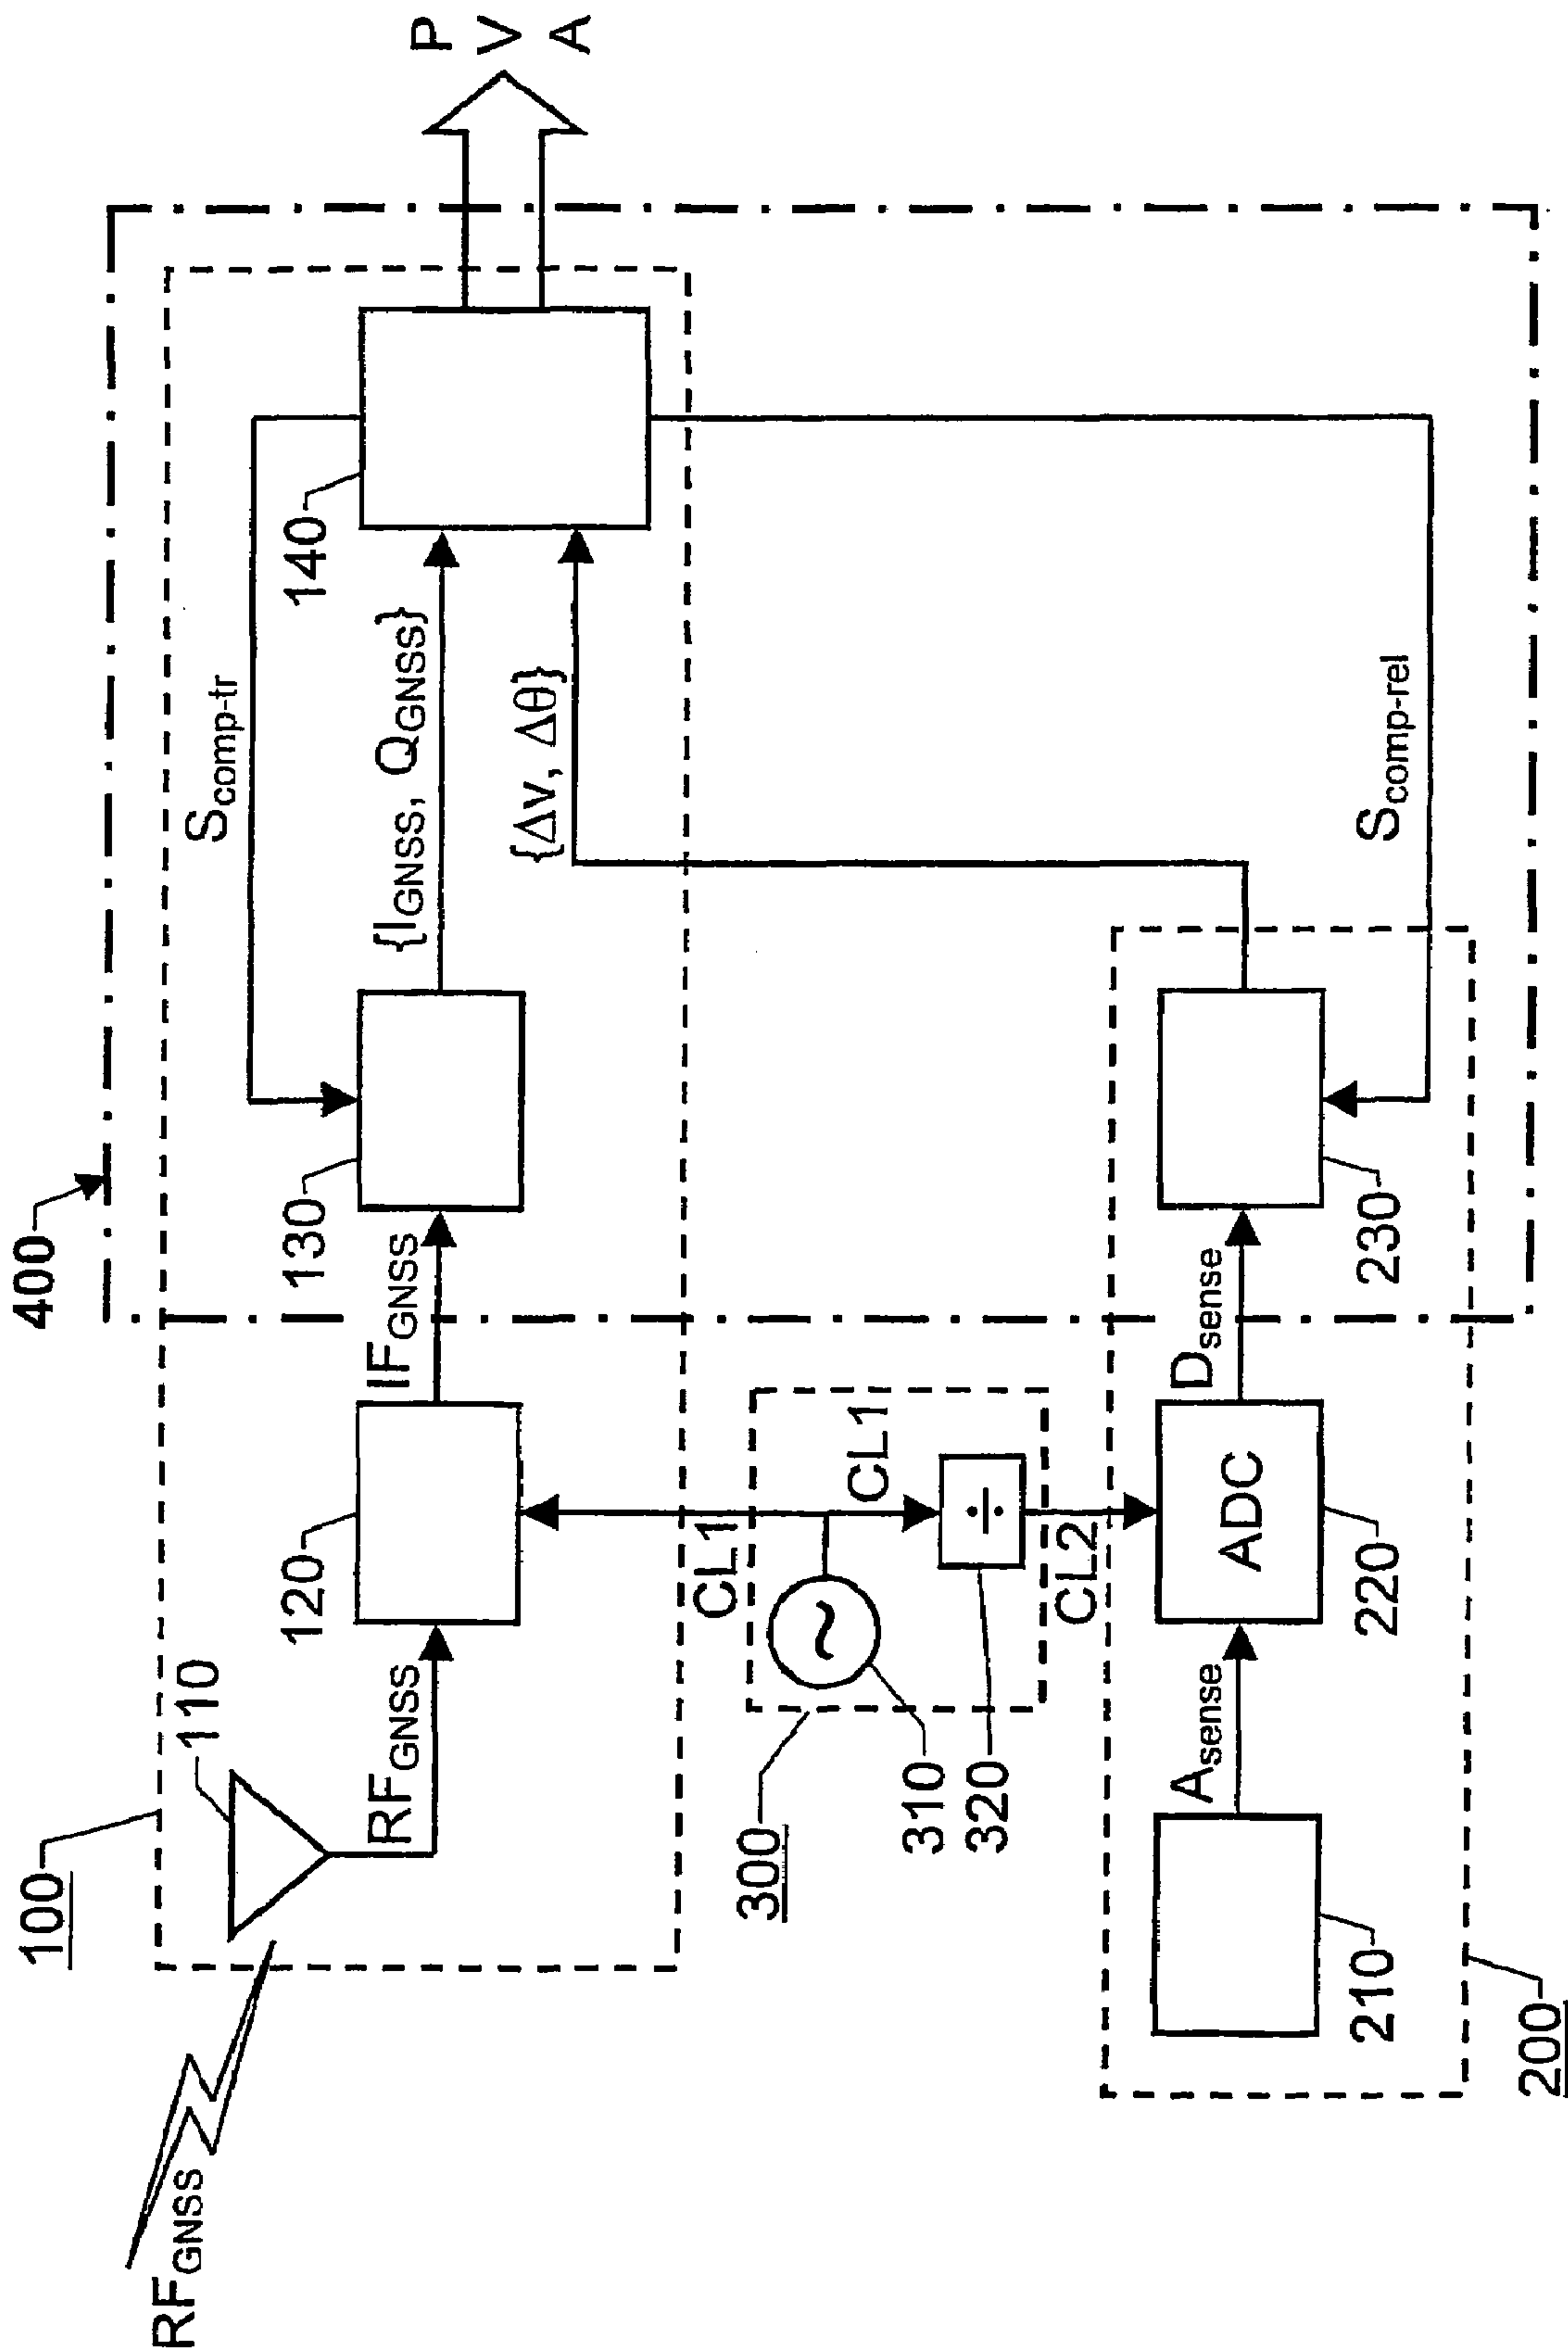 400
P
V
A
S_comp-tr
140
{I_GNSS, Q_GNSS}
{Δv, Δθ}
130
IF_GNSS
S_comp-rel
230
D_sense
100
110
120
RF_GNSS
RF_GNSS
CL1
CL1
÷
~
CL2
300
310
320
ADC
220
A_sense
210
200